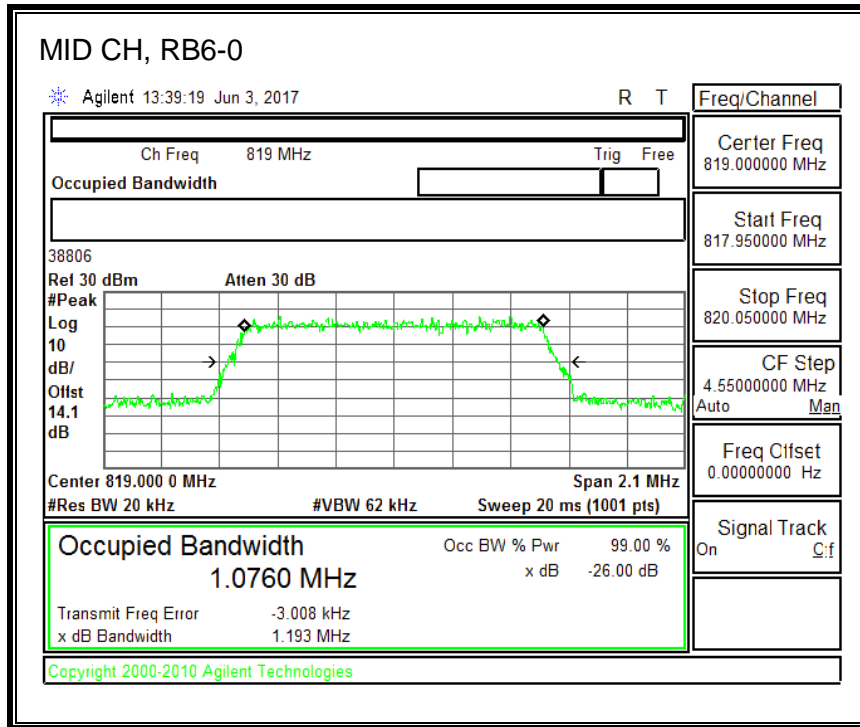 MID CH, RB6-0
Agilent 13:39:19 Jun 3, 2017 R T
Freq/Channel
Ch Freq 819 MHz Trig Free
Occupied Bandwidth
Center Freq
819.000000 MHz
Start Freq
817.950000 MHz
Stop Freq
820.050000 MHz
CF Step
4.55000000 MHz
Auto Man
Freq Offset
0.00000000 Hz
Signal Track
On Off
38806
Ref 30 dBm Atten 30 dB
#Peak
Log
10
dB/
Offst
14.1
dB
Center 819.000 0 MHz Span 2.1 MHz
#Res BW 20 kHz #VBW 62 kHz Sweep 20 ms (1001 pts)
Occupied Bandwidth Occ BW % Pwr 99.00 %
1.0760 MHz x dB -26.00 dB
Transmit Freq Error -3.008 kHz
x dB Bandwidth 1.193 MHz
Copyright 2000-2010 Agilent Technologies